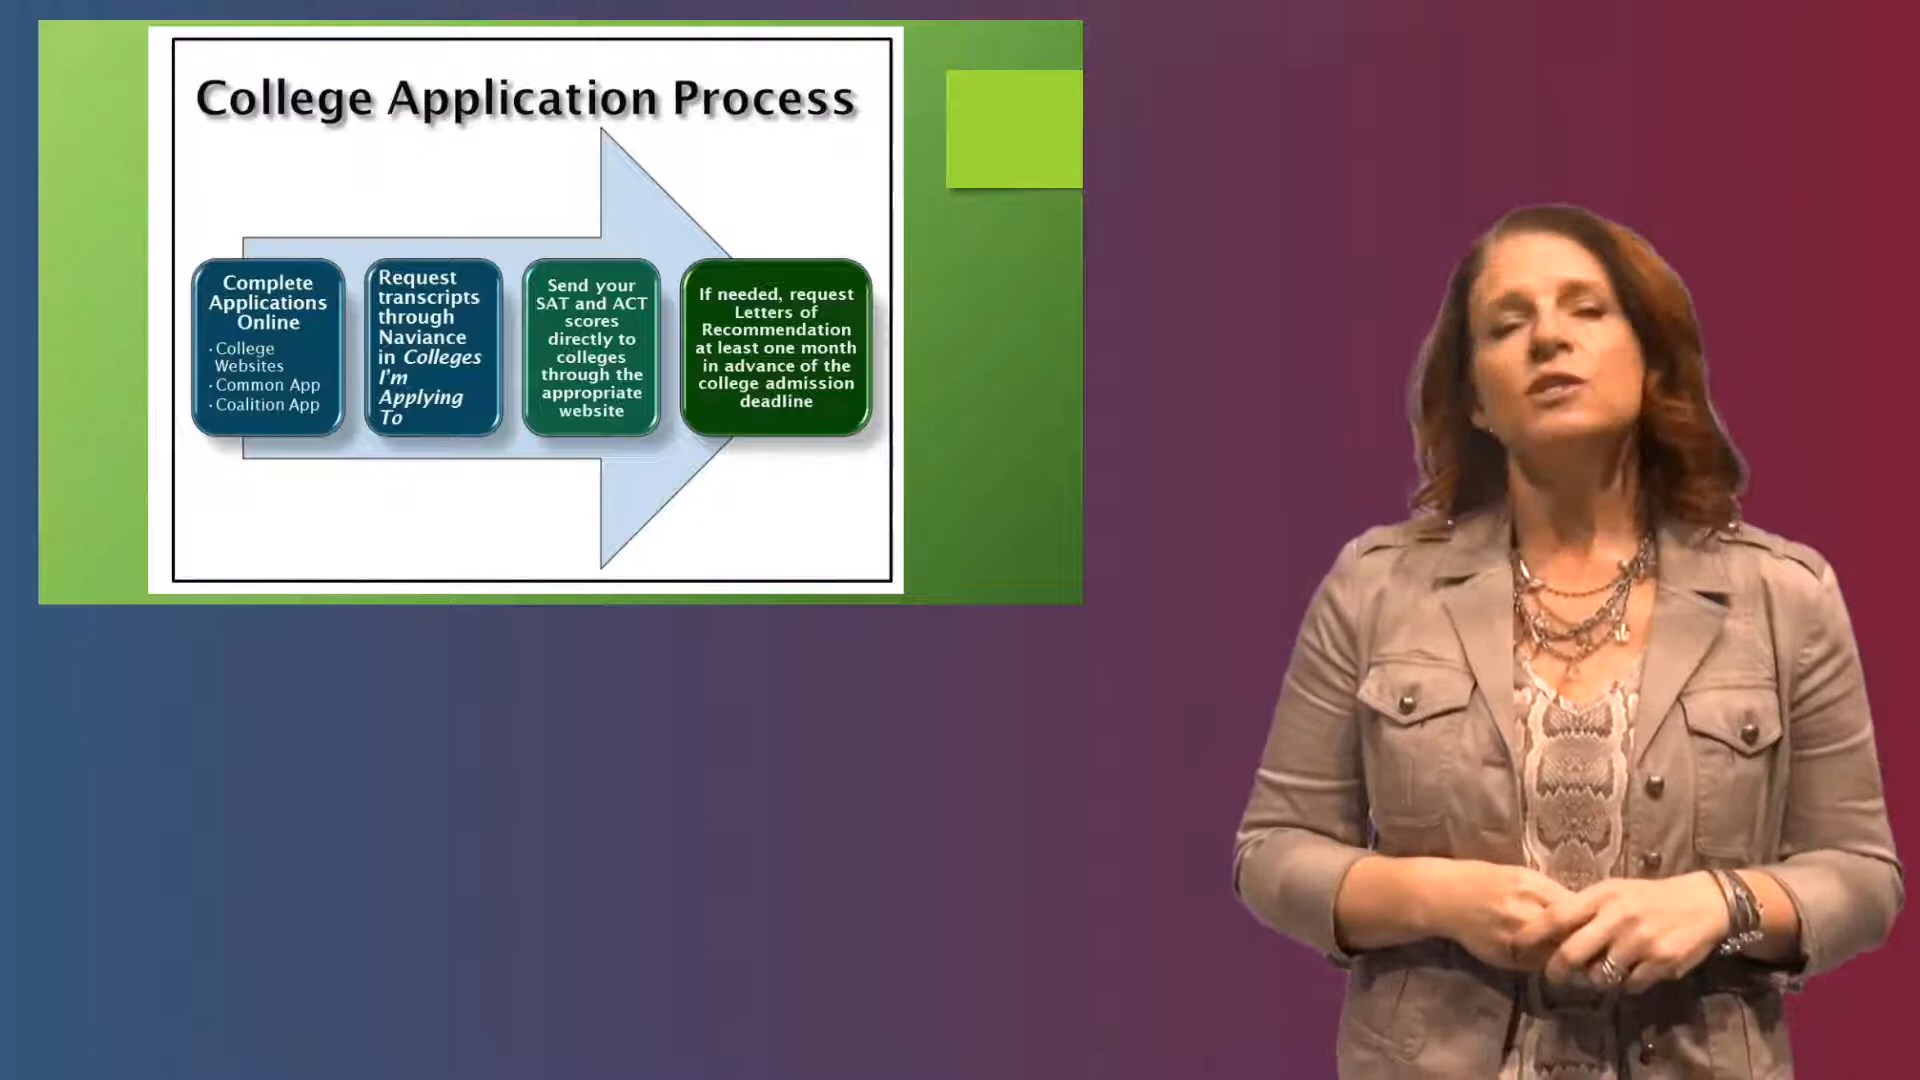 College Application Process
Complete
Applications
Online
·College
Websites
·Common App
·Coalition App
Request
transcripts
through
Naviance
in Colleges
I'm
Applying
To
Send your
SAT and ACT
scores
directly to
colleges
through the
appropriate
website
If needed, request
Letters of
Recommendation
at least one month
in advance of the
college admission
deadline